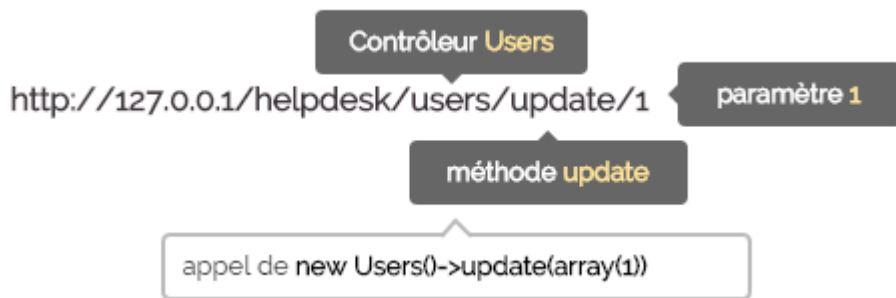 Contrôleur Users
http://127.0.0.1/helpdesk/users/update/1
paramètre 1
méthode update
appel de new Users()->update(array(1))